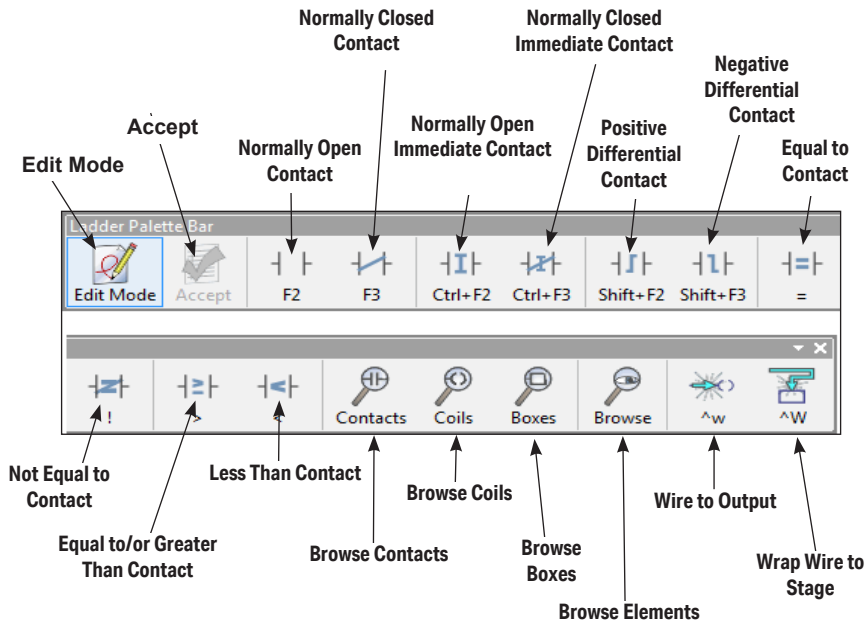 Normally Closed
Contact
Normally Closed
Immediate Contact
Negative
Differential
Contact
Accept
Normally Open
Contact
Normally Open
Immediate Contact
Positive
Differential
Contact
Equal to
Contact
Edit Mode
Ladder Palette Bar
Edit Mode
Accept
F2
F3
Ctrl+F2
Ctrl+F3
Shift+F2
Shift+F3
=
!
>
<
Contacts
Coils
Boxes
Browse
^w
^W
Not Equal to
Contact
Less Than Contact
Browse Coils
Wire to Output
Equal to/or Greater
Than Contact
Browse Contacts
Browse
Boxes
Wrap Wire to
Stage
Browse Elements